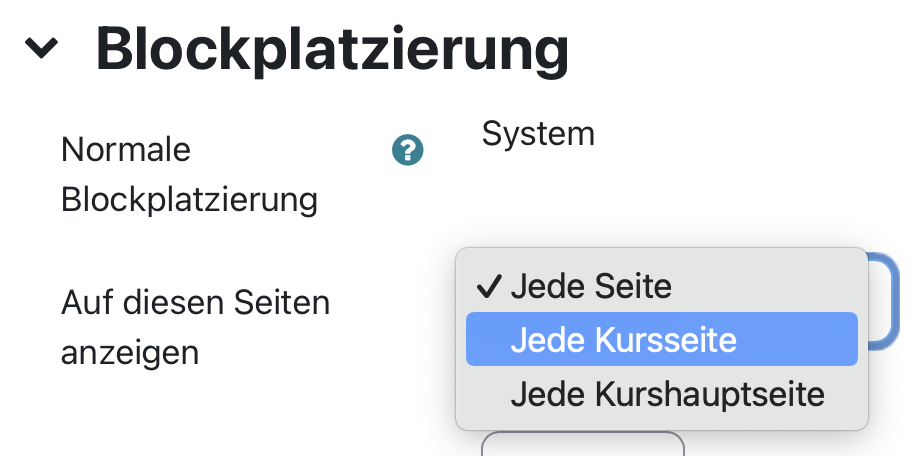 Blockplatzierung
Normale
Blockplatzierung
?
System
Auf diesen Seiten
anzeigen
✓ Jede Seite
Jede Kursseite
Jede Kurshauptseite